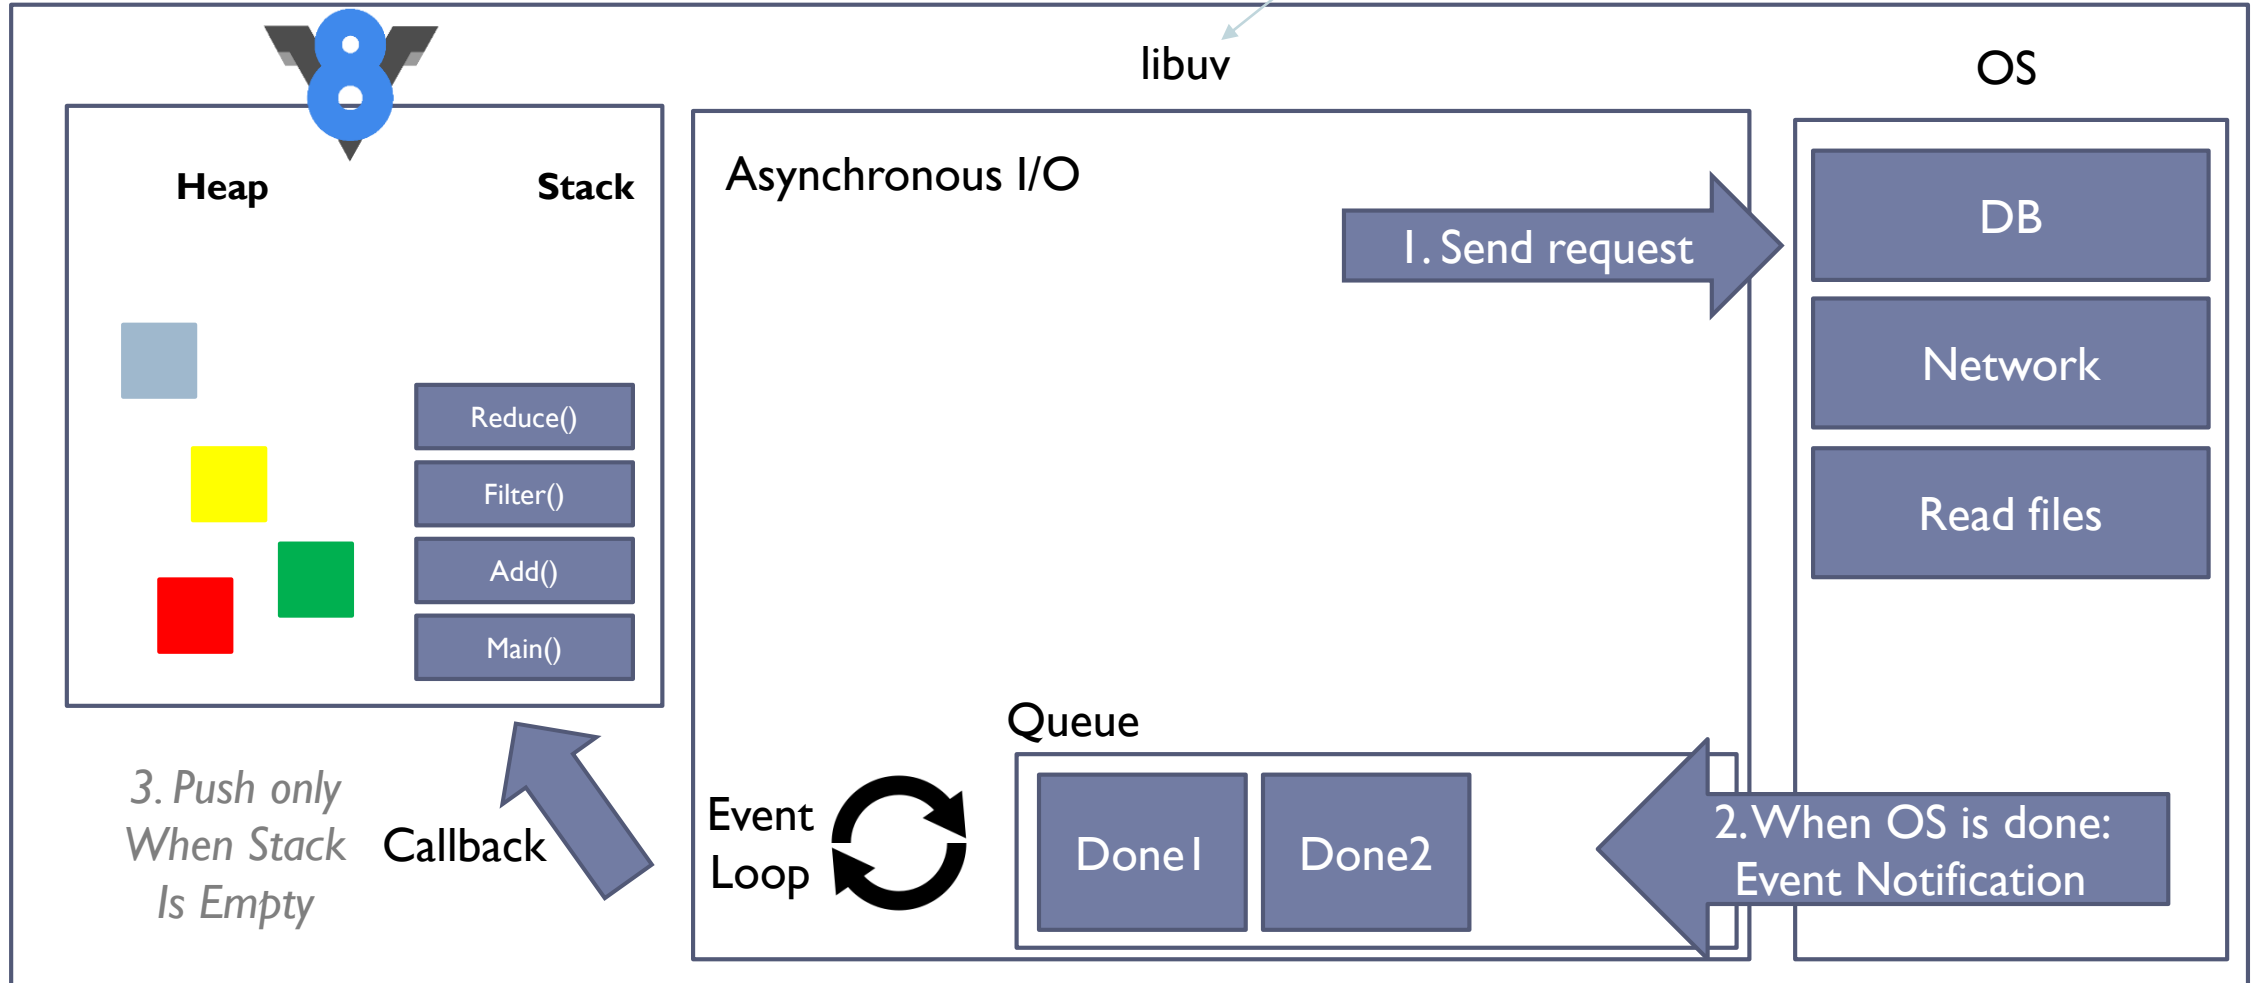 8
libuv
OS
Heap
Stack
Asynchronous I/O
1. Send request
DB
Network
Read files
Reduce()
Filter()
Add()
Main()
Queue
3. Push only
When Stack
Is Empty
Callback
Event
Loop
Done1
Done2
2. When OS is done:
Event Notification